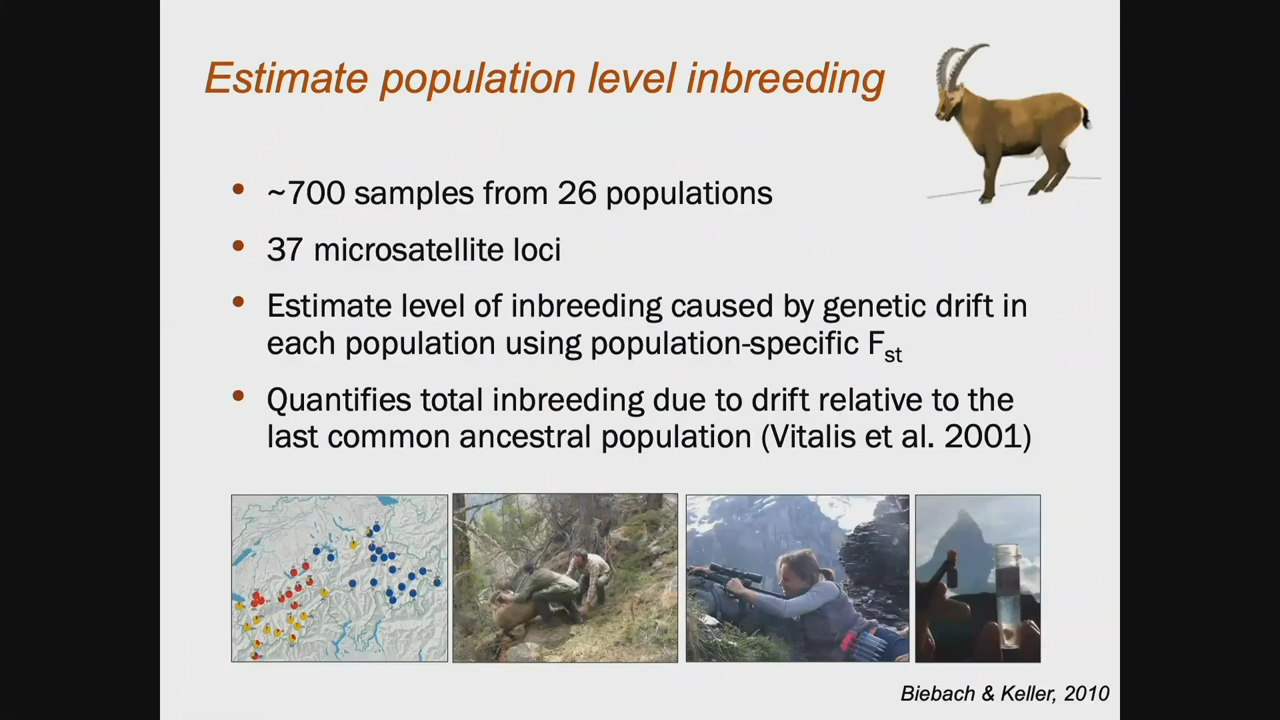 Estimate population level inbreeding
• ~700 samples from 26 populations
• 37 microsatellite loci
• Estimate level of inbreeding caused by genetic drift in
each population using population-specific Fst
• Quantifies total inbreeding due to drift relative to the
last common ancestral population (Vitalis et al. 2001)
Biebach & Keller, 2010